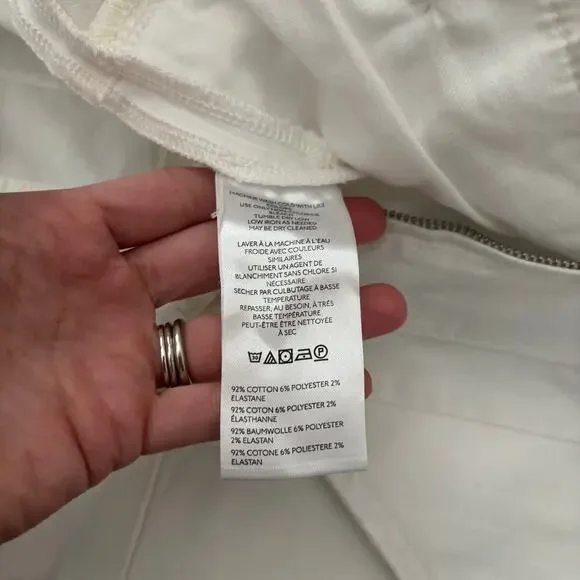 MACHINE WASH COLD WITH LIKE
COLORS
USE ONLY NON-CHLORINE
BLEACH
TUMBLE DRY LOW
LOW IRON AS NEEDED
MAY BE DRY CLEANED
LAVER À LA MACHINE À L'EAU
FROIDE AVEC COULEURS
SIMILAIRES
UTILISER UN AGENT DE
BLANCHIMENT SANS CHLORE SI
NÉCESSAIRE
SÉCHER PAR CULBUTAGE À BASSE
TEMPÉRATURE
REPASSER, AU BESOIN, À TRÈS
BASSE TEMPÉRATURE
PEUT-ÊTRE ÊTRE NETTOYÉE
À SEC
30 P
92% COTTON 6% POLYESTER 2%
ELASTANE
92% COTON 6% POLYESTER 2%
ÉLASTHANNE
92% BAUMWOLLE 6% POLYESTER
2% ELASTAN
92% COTONE 6% POLIESTERE 2%
ELASTAN